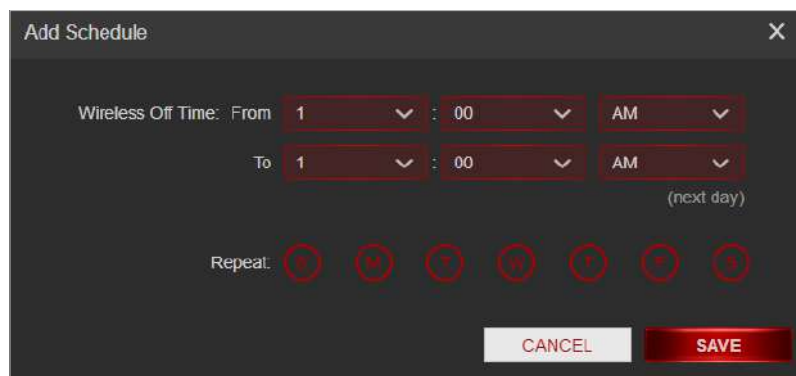 Add Schedule
Wireless Off Time: From 1 : 00 AM
To 1 : 00 AM
(next day)
Repeat: S M T W T F S
CANCEL SAVE